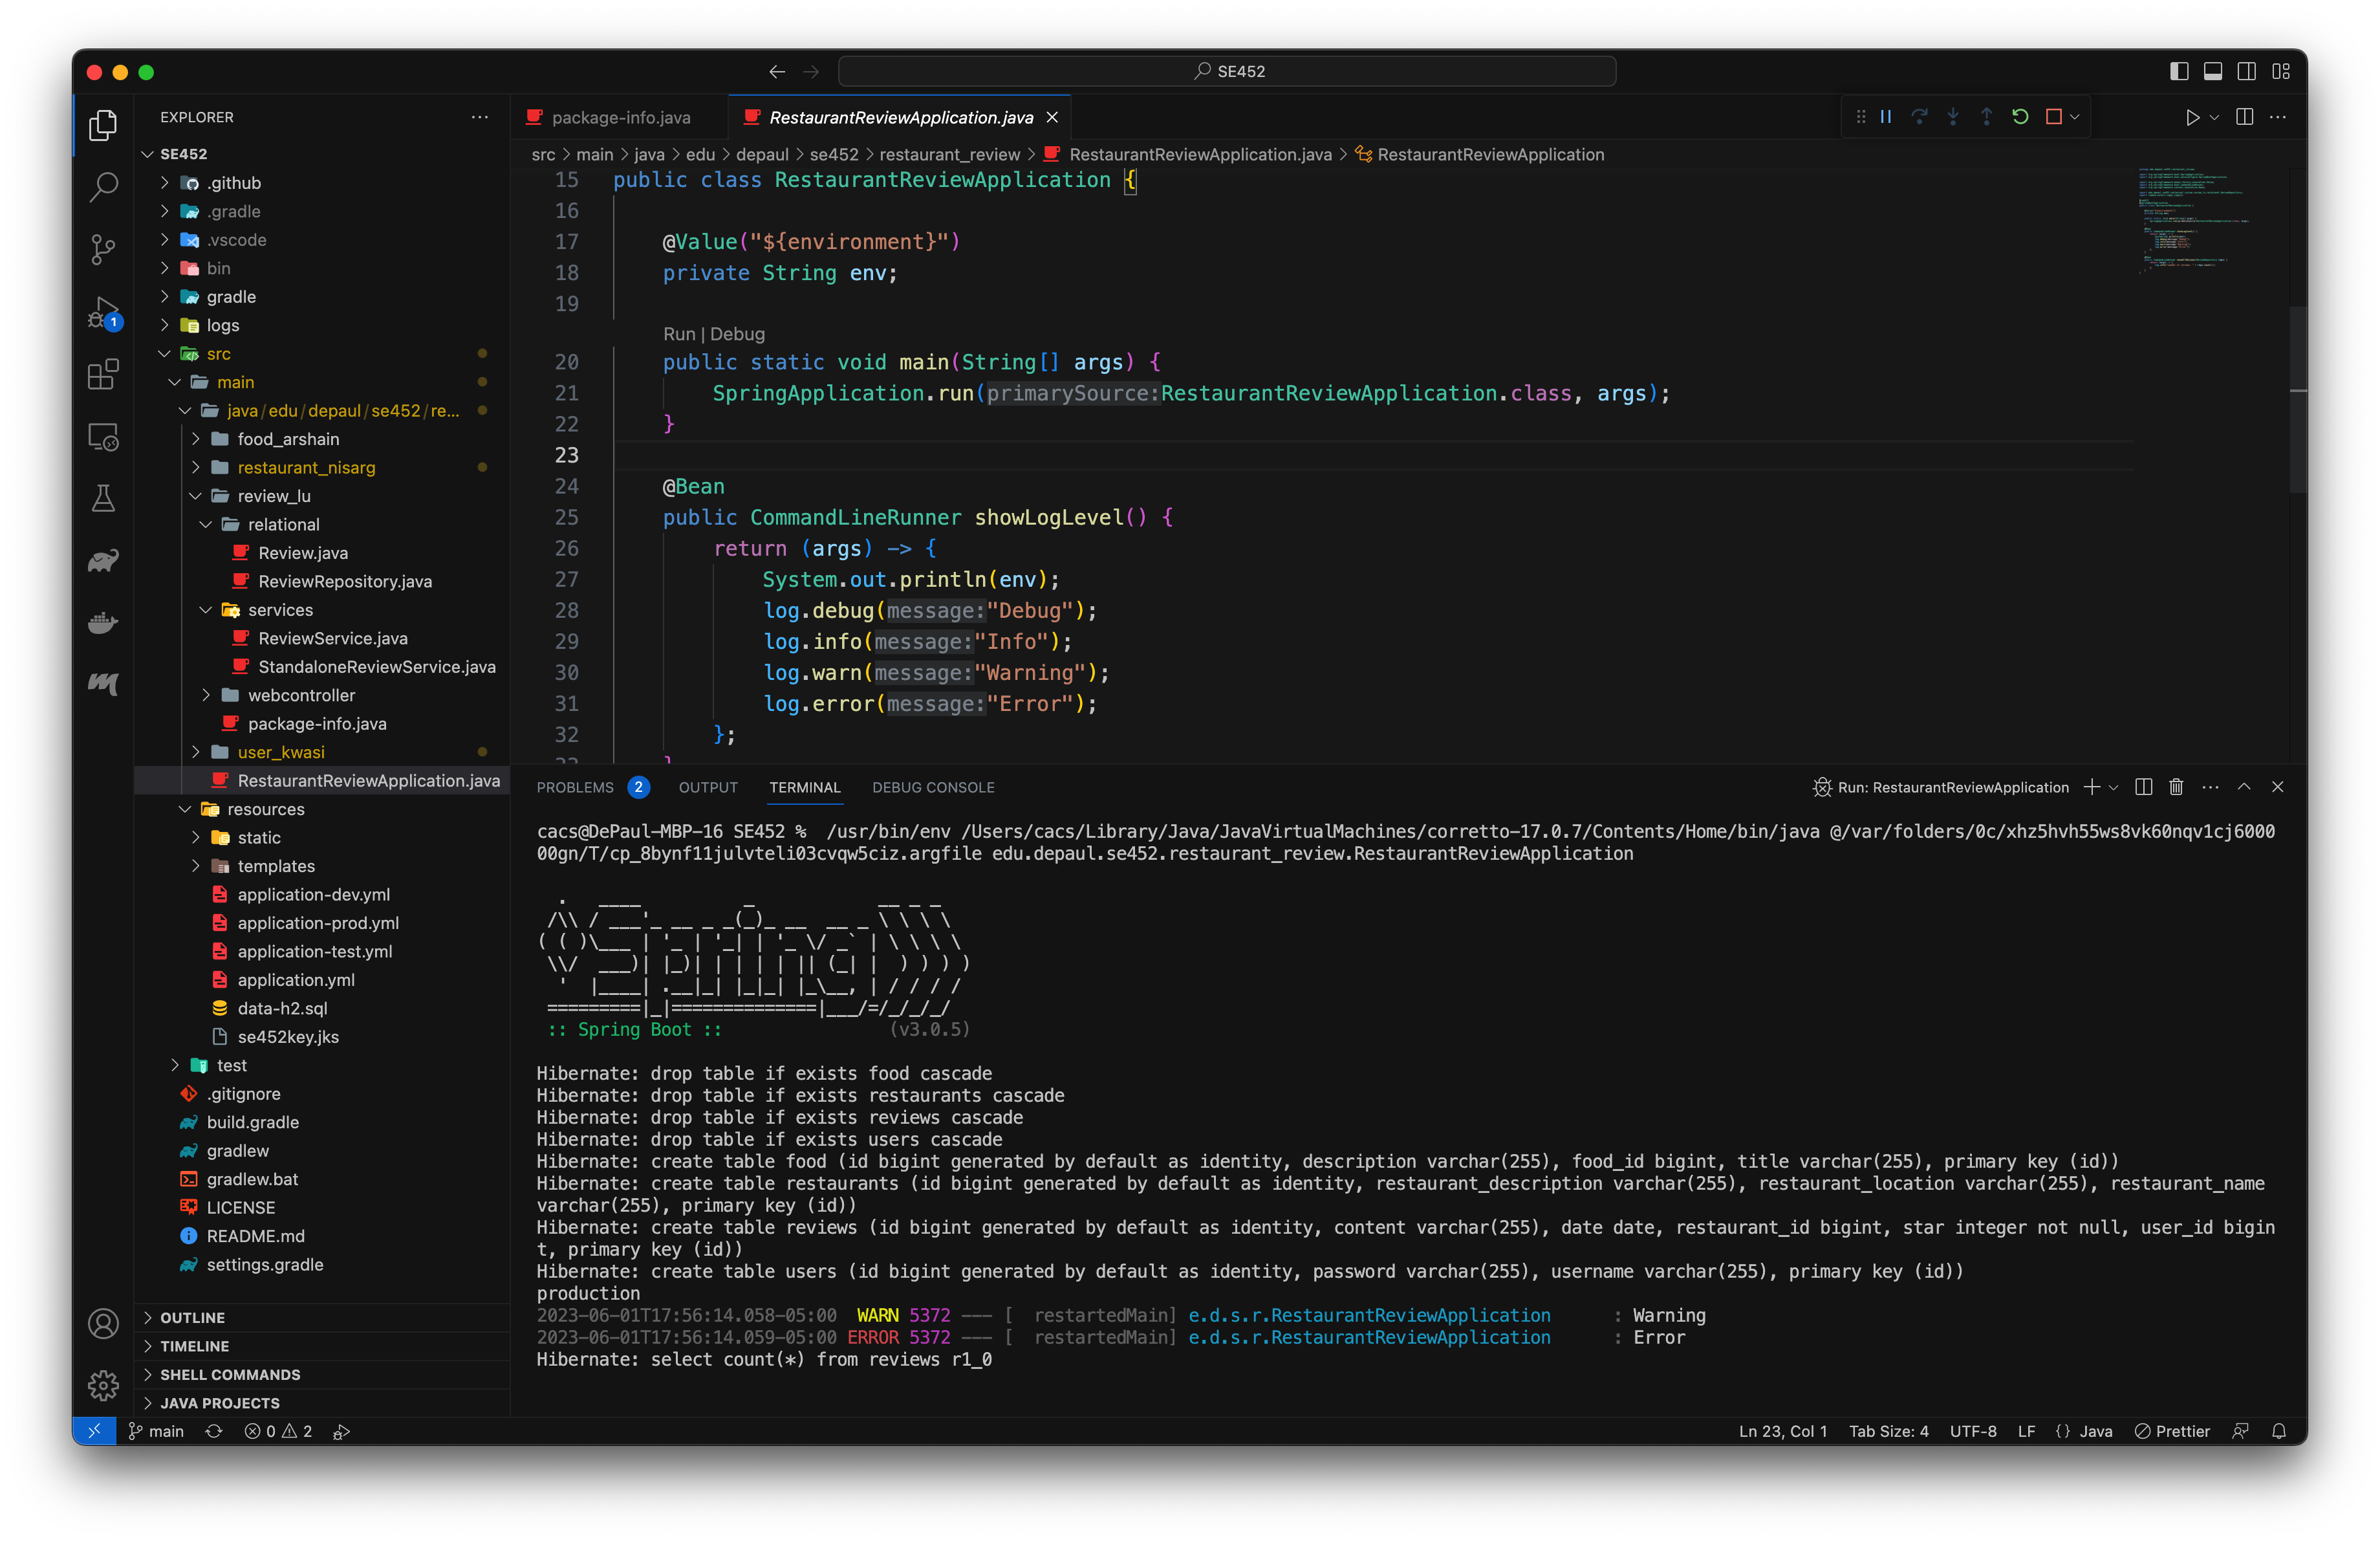 SE452
EXPLORER
SE452
.github
.gradle
.vscode
bin
gradle
logs
src
main
java/edu/depaul/se452/re...
food_arshain
restaurant_nisarg
review_lu
relational
Review.java
ReviewRepository.java
services
ReviewService.java
StandaloneReviewService.java
webcontroller
package-info.java
user_kwasi
RestaurantReviewApplication.java
resources
static
templates
application-dev.yml
application-prod.yml
application-test.yml
application.yml
data-h2.sql
se452key.jks
test
.gitignore
build.gradle
gradlew
gradlew.bat
LICENSE
README.md
settings.gradle
OUTLINE
TIMELINE
SHELL COMMANDS
JAVA PROJECTS
1
package-info.java
RestaurantReviewApplication.java
src > main > java > edu > depaul > se452 > restaurant_review > RestaurantReviewApplication.java > RestaurantReviewApplication
15 public class RestaurantReviewApplication {
16
17 @Value("${environment}")
18 private String env;
19
Run | Debug
20 public static void main(String[] args) {
21 SpringApplication.run(primarySource:RestaurantReviewApplication.class, args);
22 }
23
24 @Bean
25 public CommandLineRunner showLogLevel() {
26 return (args) -> {
27 System.out.println(env);
28 log.debug(message:"Debug");
29 log.info(message:"Info");
30 log.warn(message:"Warning");
31 log.error(message:"Error");
32 };
PROBLEMS 2 OUTPUT TERMINAL DEBUG CONSOLE
Run: RestaurantReviewApplication
cacs@DePaul-MBP-16 SE452 % /usr/bin/env /Users/cacs/Library/Java/JavaVirtualMachines/corretto-17.0.7/Contents/Home/bin/java @/var/folders/0c/xhz5hvh55ws8vk60nqv1cj6000
00gn/T/cp_8bynf11julvteli03cvqw5ciz.argfile edu.depaul.se452.restaurant_review.RestaurantReviewApplication
Spring
:: Spring Boot :: (v3.0.5)
Hibernate: drop table if exists food cascade
Hibernate: drop table if exists restaurants cascade
Hibernate: drop table if exists reviews cascade
Hibernate: drop table if exists users cascade
Hibernate: create table food (id bigint generated by default as identity, description varchar(255), food_id bigint, title varchar(255), primary key (id))
Hibernate: create table restaurants (id bigint generated by default as identity, restaurant_description varchar(255), restaurant_location varchar(255), restaurant_name
varchar(255), primary key (id))
Hibernate: create table reviews (id bigint generated by default as identity, content varchar(255), date date, restaurant_id bigint, star integer not null, user_id bigin
t, primary key (id))
Hibernate: create table users (id bigint generated by default as identity, password varchar(255), username varchar(255), primary key (id))
production
2023-06-01T17:56:14.058-05:00 WARN 5372 --- [ restartedMain] e.d.s.r.RestaurantReviewApplication : Warning
2023-06-01T17:56:14.059-05:00 ERROR 5372 --- [ restartedMain] e.d.s.r.RestaurantReviewApplication : Error
Hibernate: select count(*) from reviews r1_0
main 0 2
Ln 23, Col 1 Tab Size: 4 UTF-8 LF {} Java Prettier